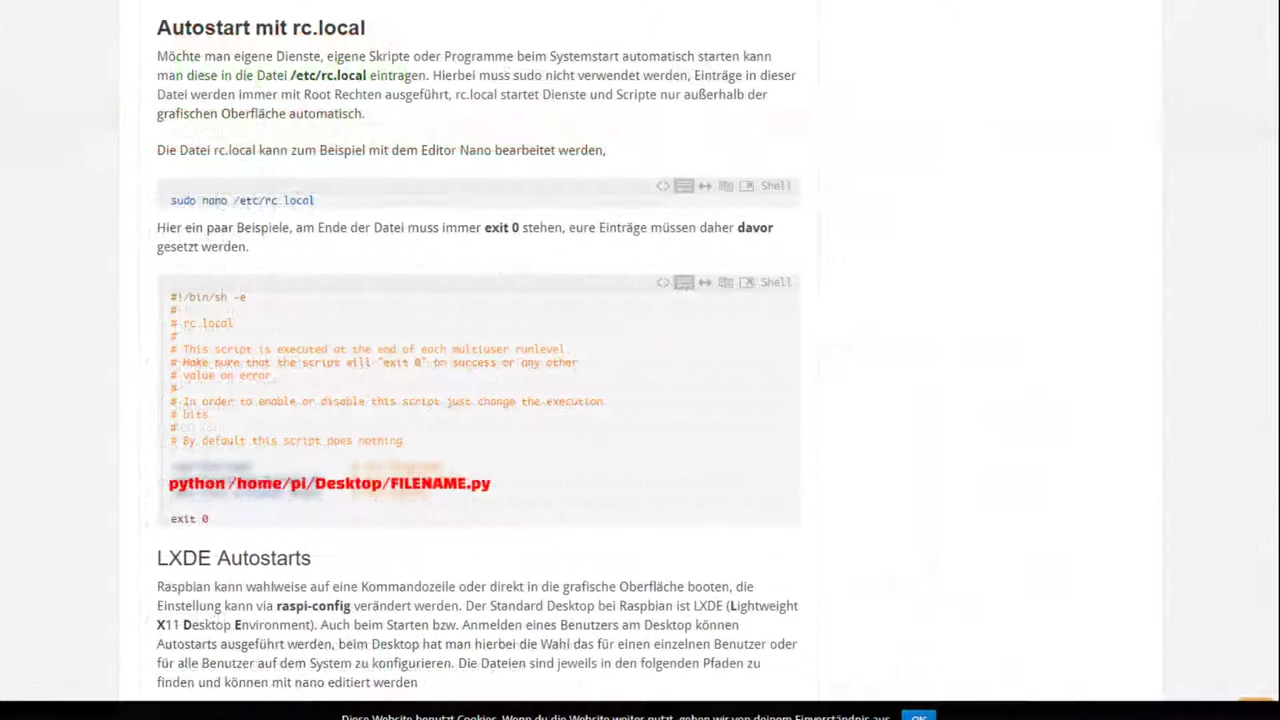 Autostart mit rc.local
Möchte man eigene Dienste, eigene Skripte oder Programme beim Systemstart automatisch starten kann
man diese in die Datei /etc/rc.local eintragen. Hierbei muss sudo nicht verwendet werden, Einträge in dieser
Datei werden immer mit Root Rechten ausgeführt, rc.local startet Dienste und Scripte nur außerhalb der
grafischen Oberfläche automatisch.
Die Datei rc.local kann zum Beispiel mit dem Editor Nano bearbeitet werden,
Shell
sudo nano /etc/rc.local
Hier ein paar Beispiele, am Ende der Datei muss immer exit 0 stehen, eure Einträge müssen daher davor
gesetzt werden.
Shell
#!/bin/sh -e
#
# rc.local
#
# This script is executed at the end of each multiuser runlevel.
# Make sure that the script will "exit 0" on success or any other
# value on error.
#
# In order to enable or disable this script just change the execution
# bits.
#
# By default this script does nothing.
python /home/pi/Desktop/FILENAME.py
exit 0
LXDE Autostarts
Raspbian kann wahlweise auf eine Kommandozeile oder direkt in die grafische Oberfläche booten, die
Einstellung kann via raspi-config verändert werden. Der Standard Desktop bei Raspbian ist LXDE (Lightweight
X11 Desktop Environment). Auch beim Starten bzw. Anmelden eines Benutzers am Desktop können
Autostarts ausgeführt werden, beim Desktop hat man hierbei die Wahl das für einen einzelnen Benutzer oder
für alle Benutzer auf dem System zu konfigurieren. Die Dateien sind jeweils in den folgenden Pfaden zu
finden und können mit nano editiert werden
Diese Website benutzt Cookies. Wenn du die Website weiter nutzt, gehen wir von deinem Einverständnis aus.
OK